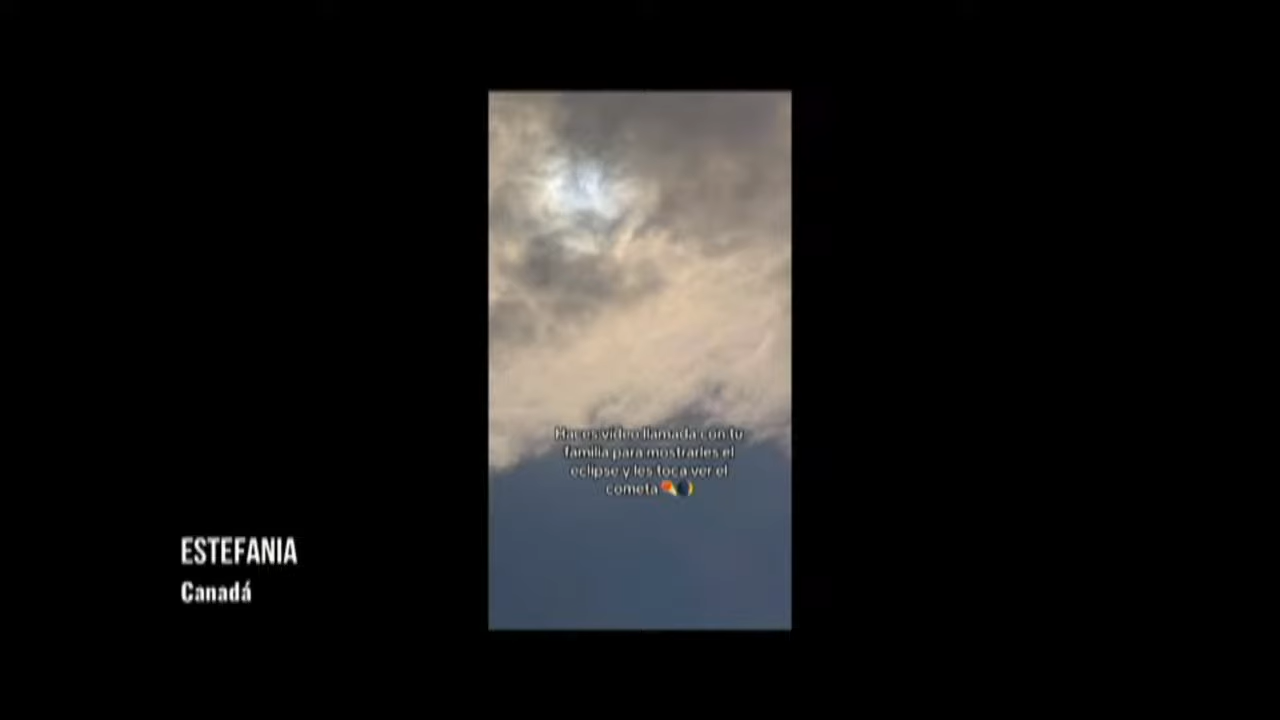 Haces video llamada con tu
familia para mostrarles el
eclipse y les toca ver el
cometa ☄️🌒
ESTEFANIA
Canadá